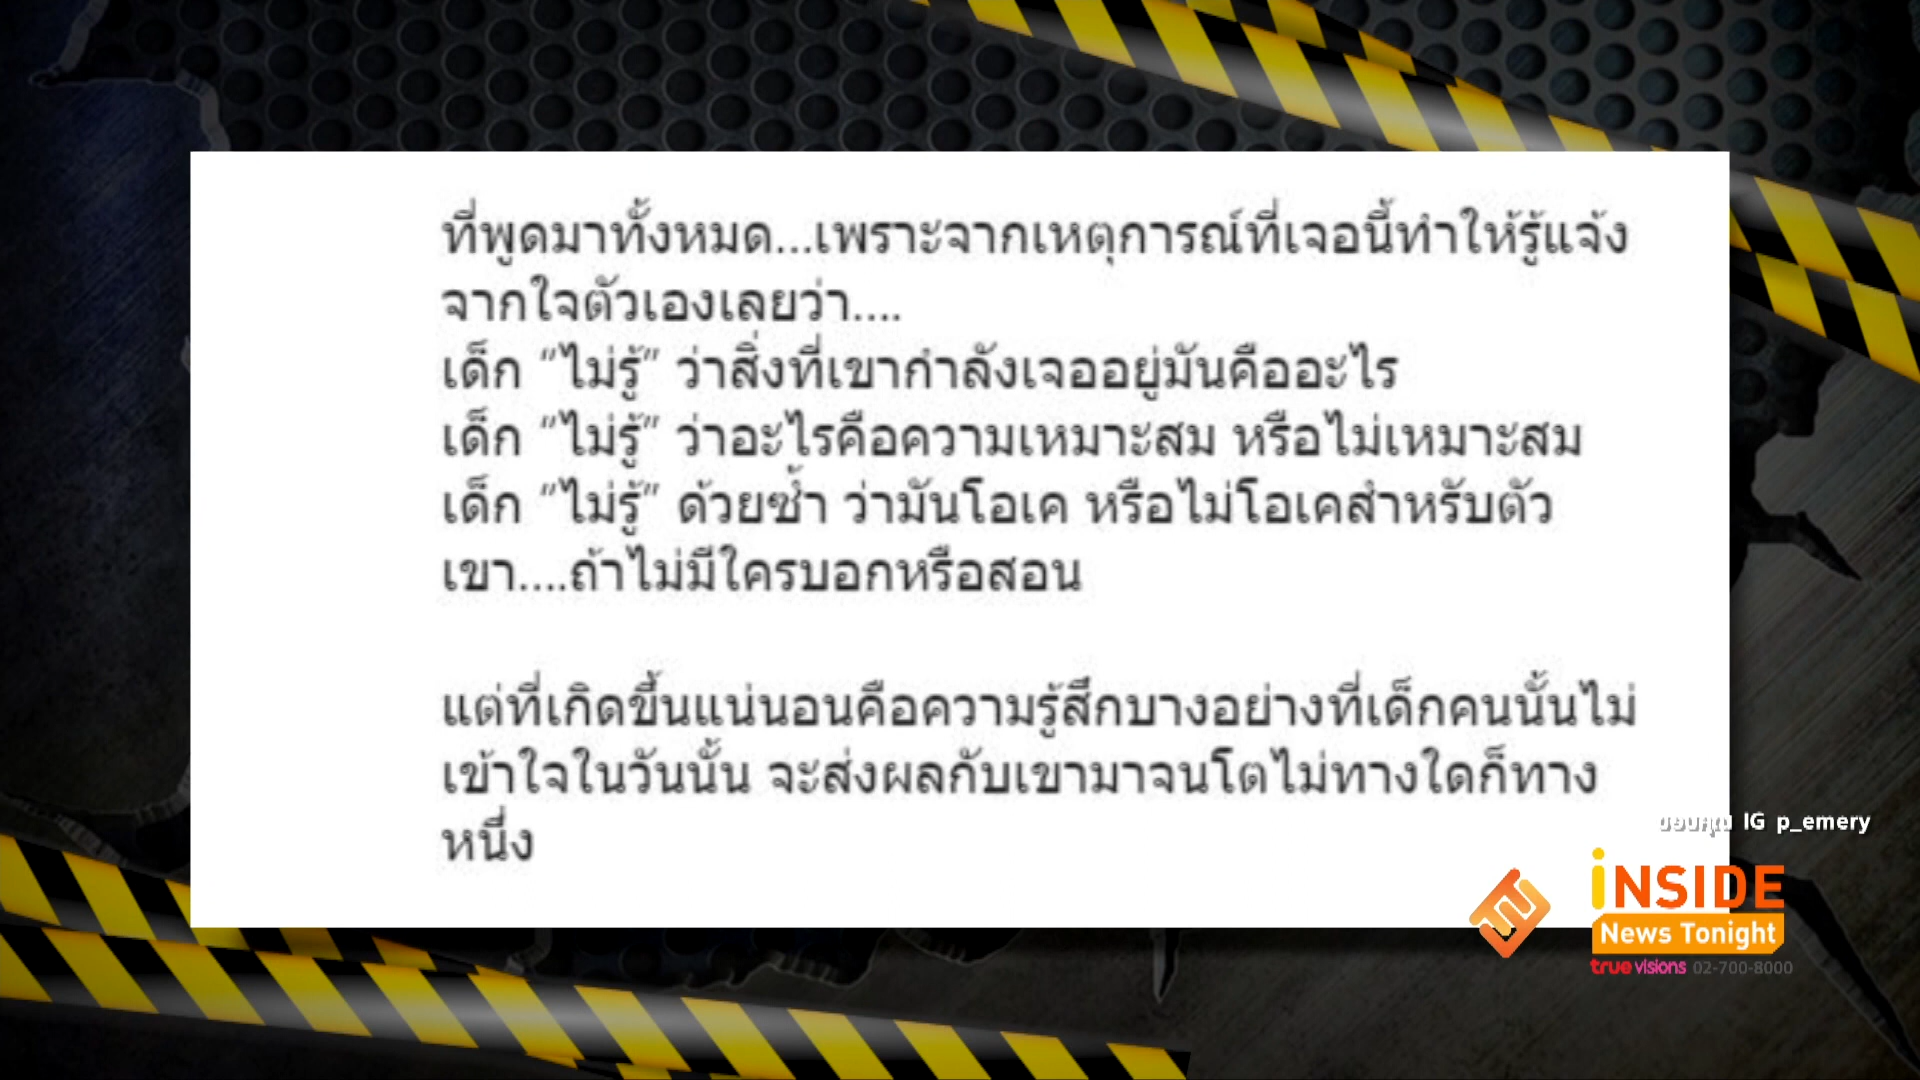 ที่พูดมาทั้งหมด...เพราะจากเหตุการณ์ที่เจอนี้ทำให้รู้แจ้ง
จากใจตัวเองเลยว่า....
เด็ก “ไม่รู้” ว่าสิ่งที่เขากำลังเจออยู่มันคืออะไร
เด็ก “ไม่รู้” ว่าอะไรคือความเหมาะสม หรือไม่เหมาะสม
เด็ก “ไม่รู้” ด้วยซ้ำ ว่ามันโอเค หรือไม่โอเคสำหรับตัว
เขา....ถ้าไม่มีใครบอกหรือสอน
แต่ที่เกิดขึ้นแน่นอนคือความรู้สึกบางอย่างที่เด็กคนนั้นไม่
เข้าใจในวันนั้น จะส่งผลกับเขามาจนโตไม่ทางใดก็ทาง
หนึ่ง
ขอบคุณ IG p_emery
iNSIDE
News Tonight
truevisions 02-700-8000